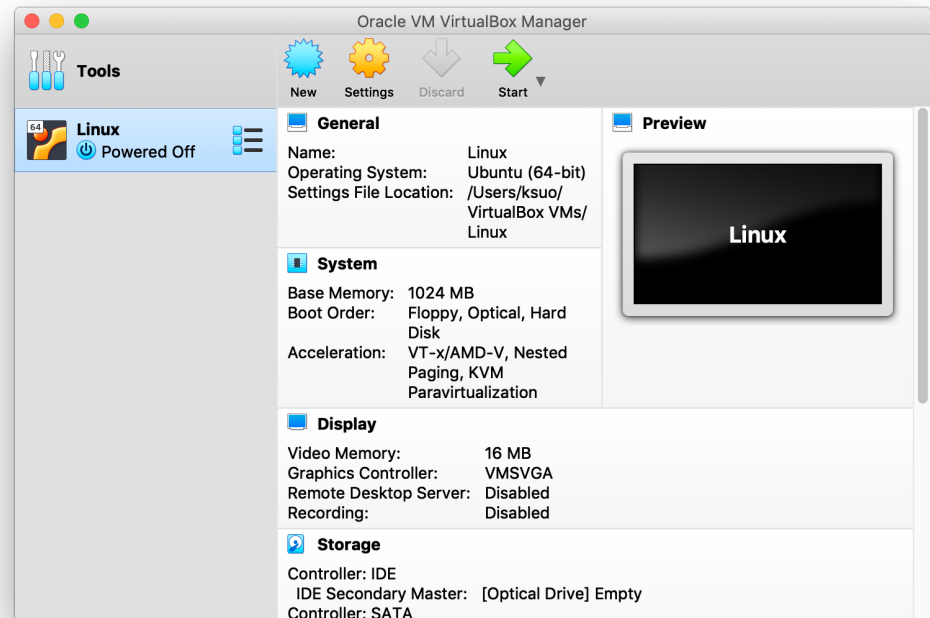 Oracle VM VirtualBox Manager
Tools
New
Settings
Discard
Start
64
Linux
Powered Off
General
Name: Linux
Operating System: Ubuntu (64-bit)
Settings File Location: /Users/ksuo/
VirtualBox VMs/
Linux
Preview
Linux
System
Base Memory: 1024 MB
Boot Order: Floppy, Optical, Hard
Disk
Acceleration: VT-x/AMD-V, Nested
Paging, KVM
Paravirtualization
Display
Video Memory: 16 MB
Graphics Controller: VMSVGA
Remote Desktop Server: Disabled
Recording: Disabled
Storage
Controller: IDE
IDE Secondary Master: [Optical Drive] Empty
Controller: SATA